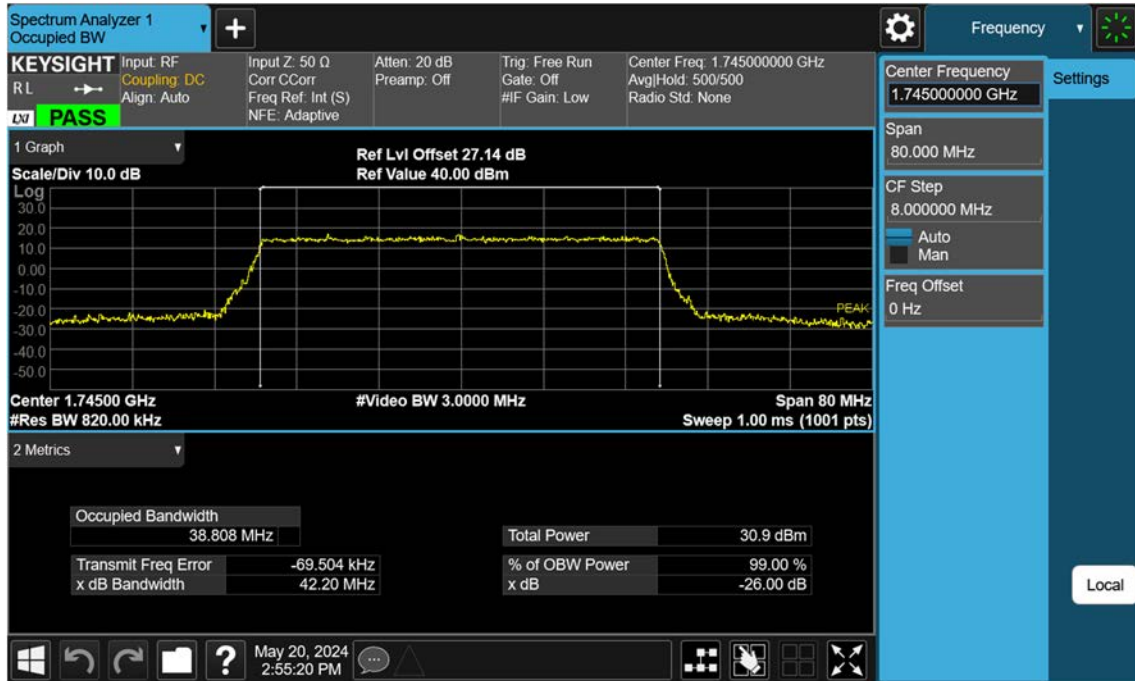 Spectrum Analyzer 1
Occupied BW
+
Frequency
KEYSIGHT
RL
LXI PASS
Input: RF
Coupling: DC
Align: Auto
Input Z: 50 Ω
Corr CCorr
Freq Ref: Int (S)
NFE: Adaptive
Atten: 20 dB
Preamp: Off
Trig: Free Run
Gate: Off
#IF Gain: Low
Center Freq: 1.745000000 GHz
Avg|Hold: 500/500
Radio Std: None
1 Graph
Scale/Div 10.0 dB
Ref Lvl Offset 27.14 dB
Ref Value 40.00 dBm
Log
30.0
20.0
10.0
0.00
-10.0
-20.0
-30.0
-40.0
-50.0
PEAK
Center 1.74500 GHz
#Video BW 3.0000 MHz
Span 80 MHz
#Res BW 820.00 kHz
Sweep 1.00 ms (1001 pts)
2 Metrics
Occupied Bandwidth
38.808 MHz
Total Power 30.9 dBm
Transmit Freq Error -69.504 kHz
% of OBW Power 99.00 %
x dB Bandwidth 42.20 MHz
x dB -26.00 dB
?
May 20, 2024
2:55:20 PM
Center Frequency
1.745000000 GHz
Settings
Span
80.000 MHz
CF Step
8.000000 MHz
Auto
Man
Freq Offset
0 Hz
Local